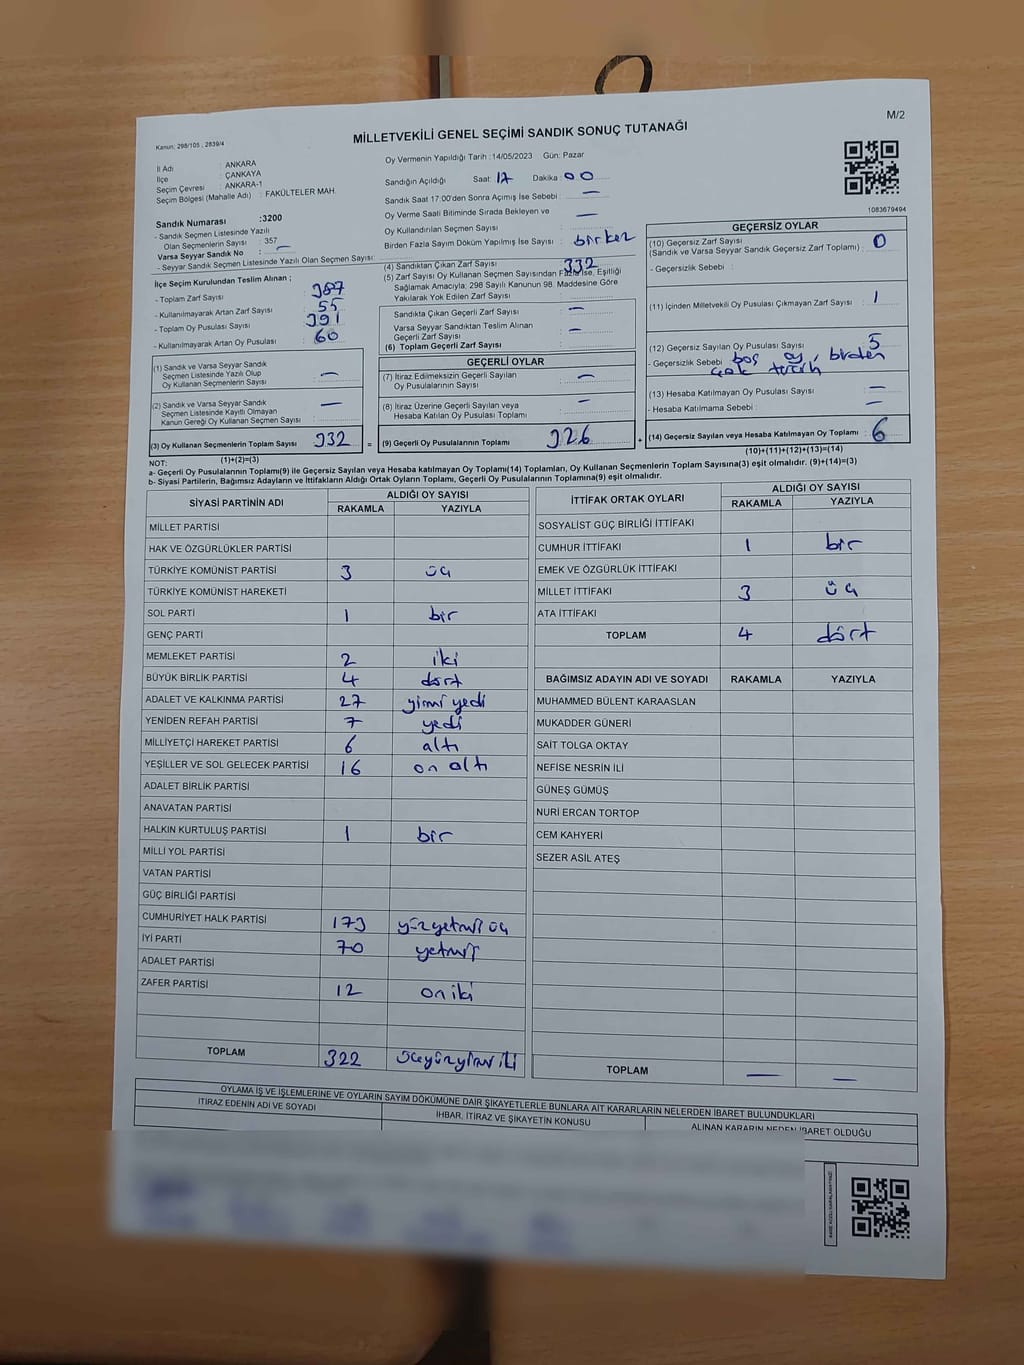 M/2
Kanun: 298/105 , 2839/4
MİLLETVEKİLİ GENEL SEÇİMİ SANDIK SONUÇ TUTANAĞI
İl Adı : ANKARA
İlçe : ÇANKAYA
Seçim Çevresi : ANKARA-1
Seçim Bölgesi (Mahalle Adı) : FAKÜLTELER MAH.
Sandık Numarası :3200
- Sandık Seçmen Listesinde Yazılı
Olan Seçmenlerin Sayısı : 357
Varsa Seyyar Sandık No : —
- Seyyar Sandık Seçmen Listesinde Yazılı Olan Seçmen Sayısı:
İlçe Seçim Kurulundan Teslim Alınan ;
- Toplam Zarf Sayısı : 387
- Kullanılmayarak Artan Zarf Sayısı : 55
- Toplam Oy Pusulası Sayısı : 391
- Kullanılmayarak Artan Oy Pusulası : 60
(1) Sandık ve Varsa Seyyar Sandık
Seçmen Listesinde Yazılı Olup
Oy Kullanan Seçmenlerin Sayısı : —
(2) Sandık ve Varsa Seyyar Sandık
Seçmen Listesinde Kayıtlı Olmayan
Kanun Gereği Oy Kullanan Seçmen Sayısı : —
(3) Oy Kullanan Seçmenlerin Toplam Sayısı : 332 =
(1)+(2)=(3)
Oy Vermenin Yapıldığı Tarih :14/05/2023 Gün: Pazar
Sandığın Açıldığı Saat: 17 Dakika : 00
Sandık Saat 17:00'den Sonra Açımış İse Sebebi : —
Oy Verme Saati Bitiminde Sırada Bekleyen ve
Oy Kullandırılan Seçmen Sayısı : —
Birden Fazla Sayım Döküm Yapılmış İse Sayısı : birkez
(4) Sandıktan Çıkan Zarf Sayısı : 332
(5) Zarf Sayısı Oy Kullanan Seçmen Sayısından Fazla İse, Eşitliği
Sağlamak Amacıyla, 298 Sayılı Kanunun 98. Maddesine Göre
Yakılarak Yok Edilen Zarf Sayısı :
Sandıkta Çıkan Geçerli Zarf Sayısı : —
Varsa Seyyar Sandıktan Teslim Alınan
Geçerli Zarf Sayısı : —
(6) Toplam Geçerli Zarf Sayısı :
GEÇERLİ OYLAR
(7) İtiraz Edilmeksizin Geçerli Sayılan
Oy Pusulalarının Sayısı : —
(8) İtiraz Üzerine Geçerli Sayılan veya
Hesaba Katılan Oy Pusulası Toplamı : —
(9) Geçerli Oy Pusulalarının Toplamı : 326 +
1083679494
GEÇERSİZ OYLAR
(10) Geçersiz Zarf Sayısı : 0
(Sandık ve Varsa Seyyar Sandık Geçersiz Zarf Toplamı)
- Geçersizlik Sebebi :
(11) İçinden Milletvekili Oy Pusulası Çıkmayan Zarf Sayısı : 1
(12) Geçersiz Sayılan Oy Pusulası Sayısı : 5
- Geçersizlik Sebebi : boş oy, birden
çok tercih
(13) Hesaba Katılmayan Oy Pusulası Sayısı : —
- Hesaba Katılmama Sebebi : —
(14) Geçersiz Sayılan veya Hesaba Katılmayan Oy Toplamı : 6
(10)+(11)+(12)+(13)=(14)
NOT:
a- Geçerli Oy Pusulalarının Toplamı(9) ile Geçersiz Sayılan veya Hesaba Katılmayan Oy Toplamı(14) Toplamları, Oy Kullanan Seçmenlerin Toplam Sayısına(3) eşit olmalıdır. (9)+(14)=(3)
b- Siyasi Partilerin, Bağımsız Adayların ve İttifakların Aldığı Ortak Oyların Toplamı, Geçerli Oy Pusulalarının Toplamına(9) eşit olmalıdır.
SİYASİ PARTİNİN ADI ALDIĞI OY SAYISI
RAKAMLA YAZIYLA
MİLLET PARTİSİ
HAK VE ÖZGÜRLÜKLER PARTİSİ
TÜRKİYE KOMÜNİST PARTİSİ 3 üç
TÜRKİYE KOMÜNİST HAREKETİ
SOL PARTİ 1 bir
GENÇ PARTİ
MEMLEKET PARTİSİ 2 iki
BÜYÜK BİRLİK PARTİSİ 4 dört
ADALET VE KALKINMA PARTİSİ 27 yirmi yedi
YENİDEN REFAH PARTİSİ 7 yedi
MİLLİYETÇİ HAREKET PARTİSİ 6 altı
YEŞİLLER VE SOL GELECEK PARTİSİ 16 on altı
ADALET BİRLİK PARTİSİ
ANAVATAN PARTİSİ
HALKIN KURTULUŞ PARTİSİ 1 bir
MİLLİ YOL PARTİSİ
VATAN PARTİSİ
GÜÇ BİRLİĞİ PARTİSİ
CUMHURİYET HALK PARTİSİ 173 yüzyetmiş üç
İYİ PARTİ 70 yetmiş
ADALET PARTİSİ
ZAFER PARTİSİ 12 oniki
TOPLAM 322 üçyüzyirmi iki
İTTİFAK ORTAK OYLARI ALDIĞI OY SAYISI
RAKAMLA YAZIYLA
SOSYALİST GÜÇ BİRLİĞİ İTTİFAKI
CUMHUR İTTİFAKI 1 bir
EMEK VE ÖZGÜRLÜK İTTİFAKI
MİLLET İTTİFAKI 3 üç
ATA İTTİFAKI
TOPLAM 4 dört
BAĞIMSIZ ADAYIN ADI VE SOYADI RAKAMLA YAZIYLA
MUHAMMED BÜLENT KARAASLAN
MUKADDER GÜNERİ
SAİT TOLGA OKTAY
NEFİSE NESRİN İLİ
GÜNEŞ GÜMÜŞ
NURİ ERCAN TORTOP
CEM KAHYERİ
SEZER ASİL ATEŞ
TOPLAM — —
OYLAMA İŞ VE İŞLEMLERİNE VE OYLARIN SAYIM DÖKÜMÜNE DAİR ŞİKAYETLERLE BUNLARA AİT KARARLARIN NELERDEN İBARET BULUNDUKLARI
İTİRAZ EDENİN ADI VE SOYADI İHBAR, İTİRAZ VE ŞİKAYETİN KONUSU ALINAN KARARIN NEDEN İBARET OLDUĞU